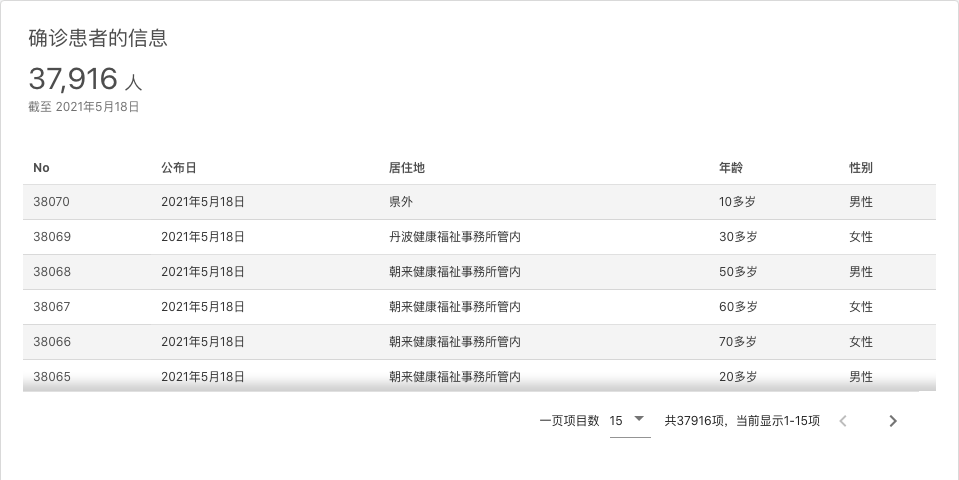 确诊患者的信息
37,916 人
截至 2021年5月18日
No 公布日 居住地 年龄 性别
38070 2021年5月18日 県外 10多岁 男性
38069 2021年5月18日 丹波健康福祉事務所管内 30多岁 女性
38068 2021年5月18日 朝来健康福祉事務所管内 50多岁 男性
38067 2021年5月18日 朝来健康福祉事務所管内 60多岁 女性
38066 2021年5月18日 朝来健康福祉事務所管内 70多岁 女性
38065 2021年5月18日 朝来健康福祉事務所管内 20多岁 男性
一页项目数 15 共37916项，当前显示1-15项